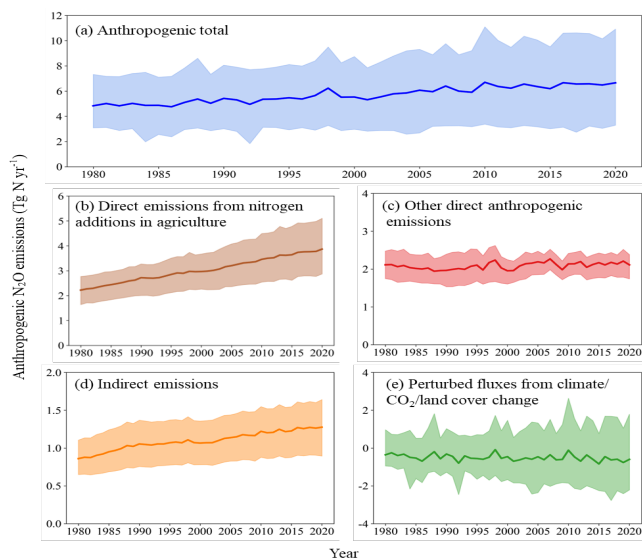 Anthropogenic N₂O emissions (Tg N yr⁻¹)
(a) Anthropogenic total
12
10
8
6
4
2
0
1980 1985 1990 1995 2000 2005 2010 2015 2020
(b) Direct emissions from nitrogen
additions in agriculture
6
5
4
3
2
1
0
1980 1985 1990 1995 2000 2005 2010 2015 2020
(c) Other direct anthropogenic
emissions
4
3
2
1
0
1980 1985 1990 1995 2000 2005 2010 2015 2020
(d) Indirect emissions
2.0
1.5
1.0
0.5
0.0
1980 1985 1990 1995 2000 2005 2010 2015 2020
(e) Perturbed fluxes from climate/
CO₂/land cover change
4
2
0
-2
-4
1980 1985 1990 1995 2000 2005 2010 2015 2020
Year